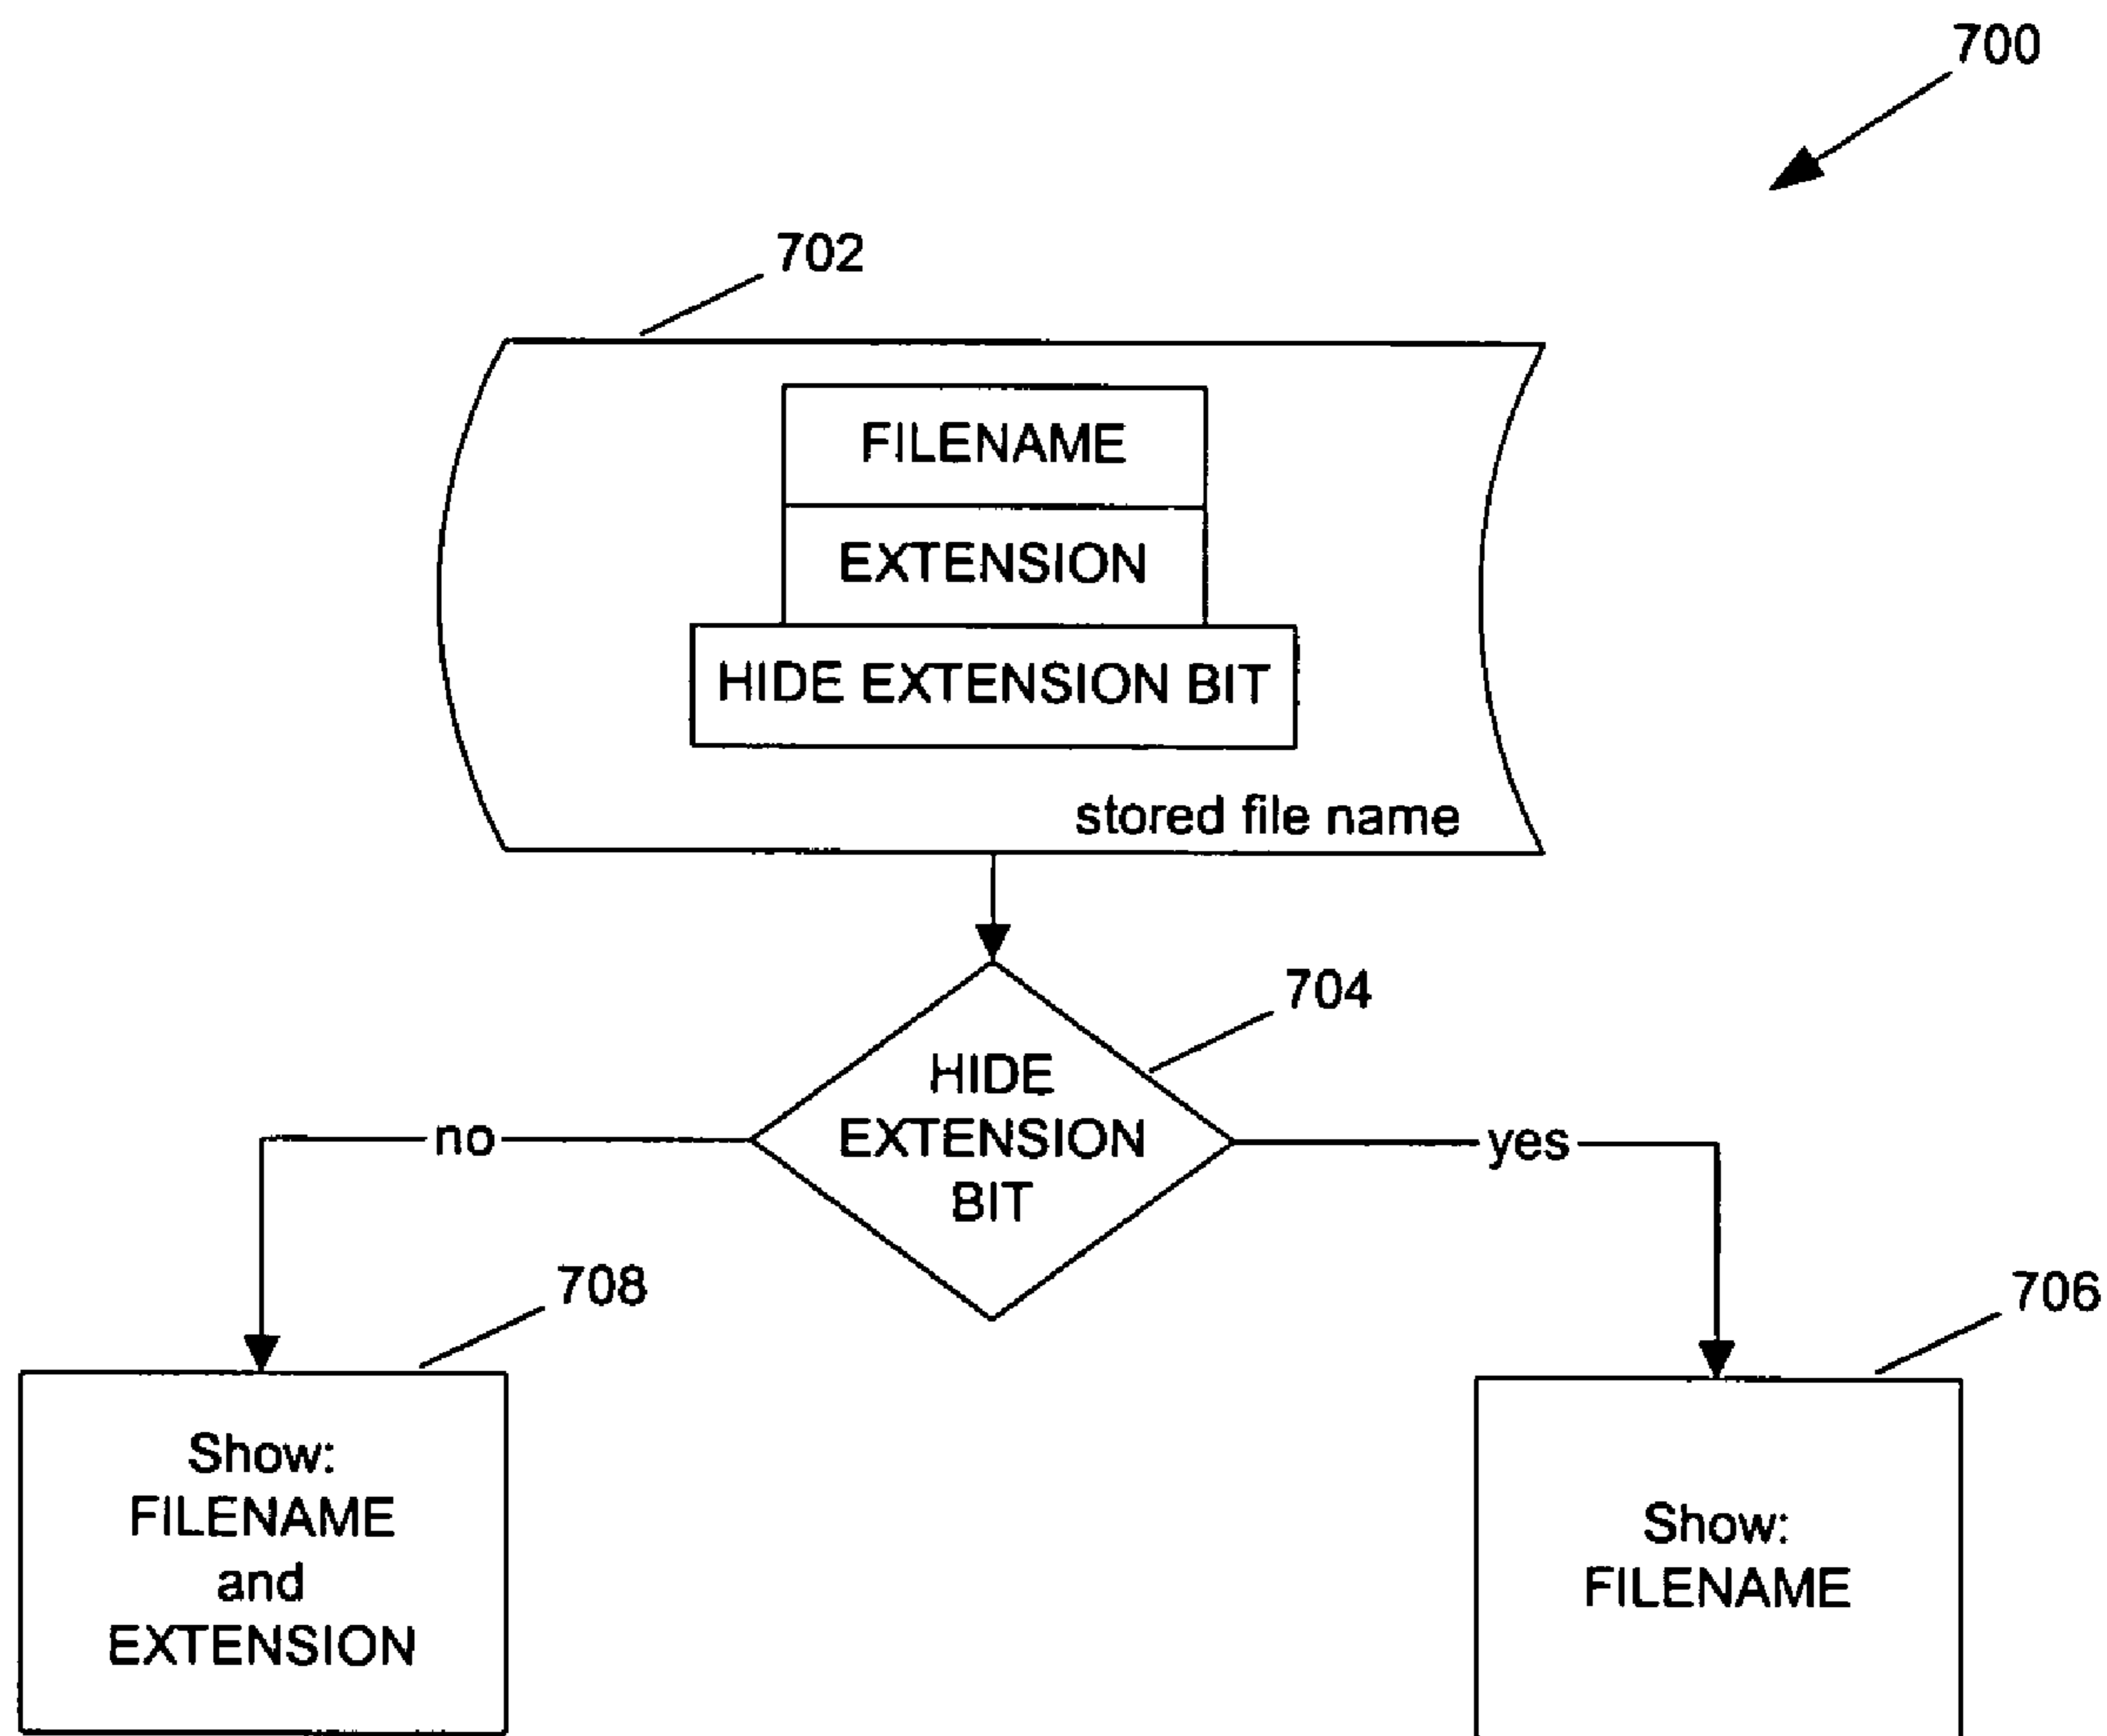 700
702
FILENAME
EXTENSION
HIDE EXTENSION BIT
stored file name
704
HIDE
EXTENSION
BIT
no
yes
708
706
Show:
FILENAME
and
EXTENSION
Show:
FILENAME